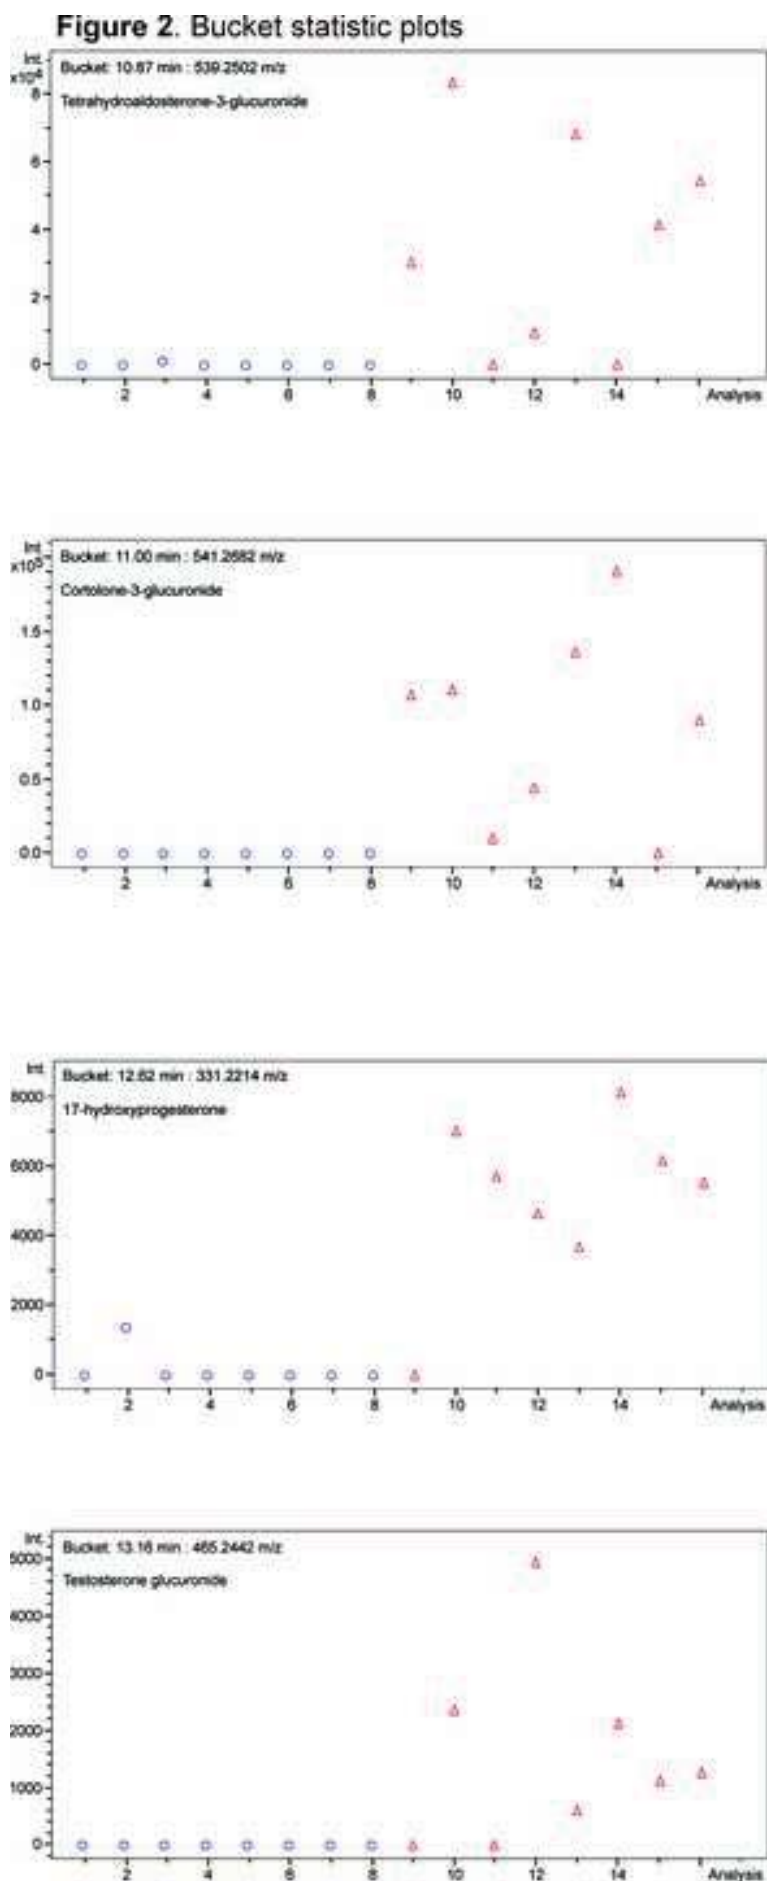 Figure 2. Bucket statistic plots
Int.
x10⁴
Bucket: 10.87 min : 539.2502 m/z
Tetrahydroaldosterone-3-glucuronide
8
6
4
2
0
2 4 6 8 10 12 14 Analysis
Int.
x10⁵
Bucket: 11.00 min : 541.2682 m/z
Cortolone-3-glucuronide
1.5
1.0
0.5
0.0
2 4 6 8 10 12 14 Analysis
Int.
Bucket: 12.62 min : 331.2214 m/z
17-hydroxyprogesterone
8000
6000
4000
2000
0
2 4 6 8 10 12 14 Analysis
Int.
Bucket: 13.16 min : 465.2442 m/z
Testosterone glucuronide
5000
4000
3000
2000
1000
0
2 4 6 8 10 12 14 Analysis